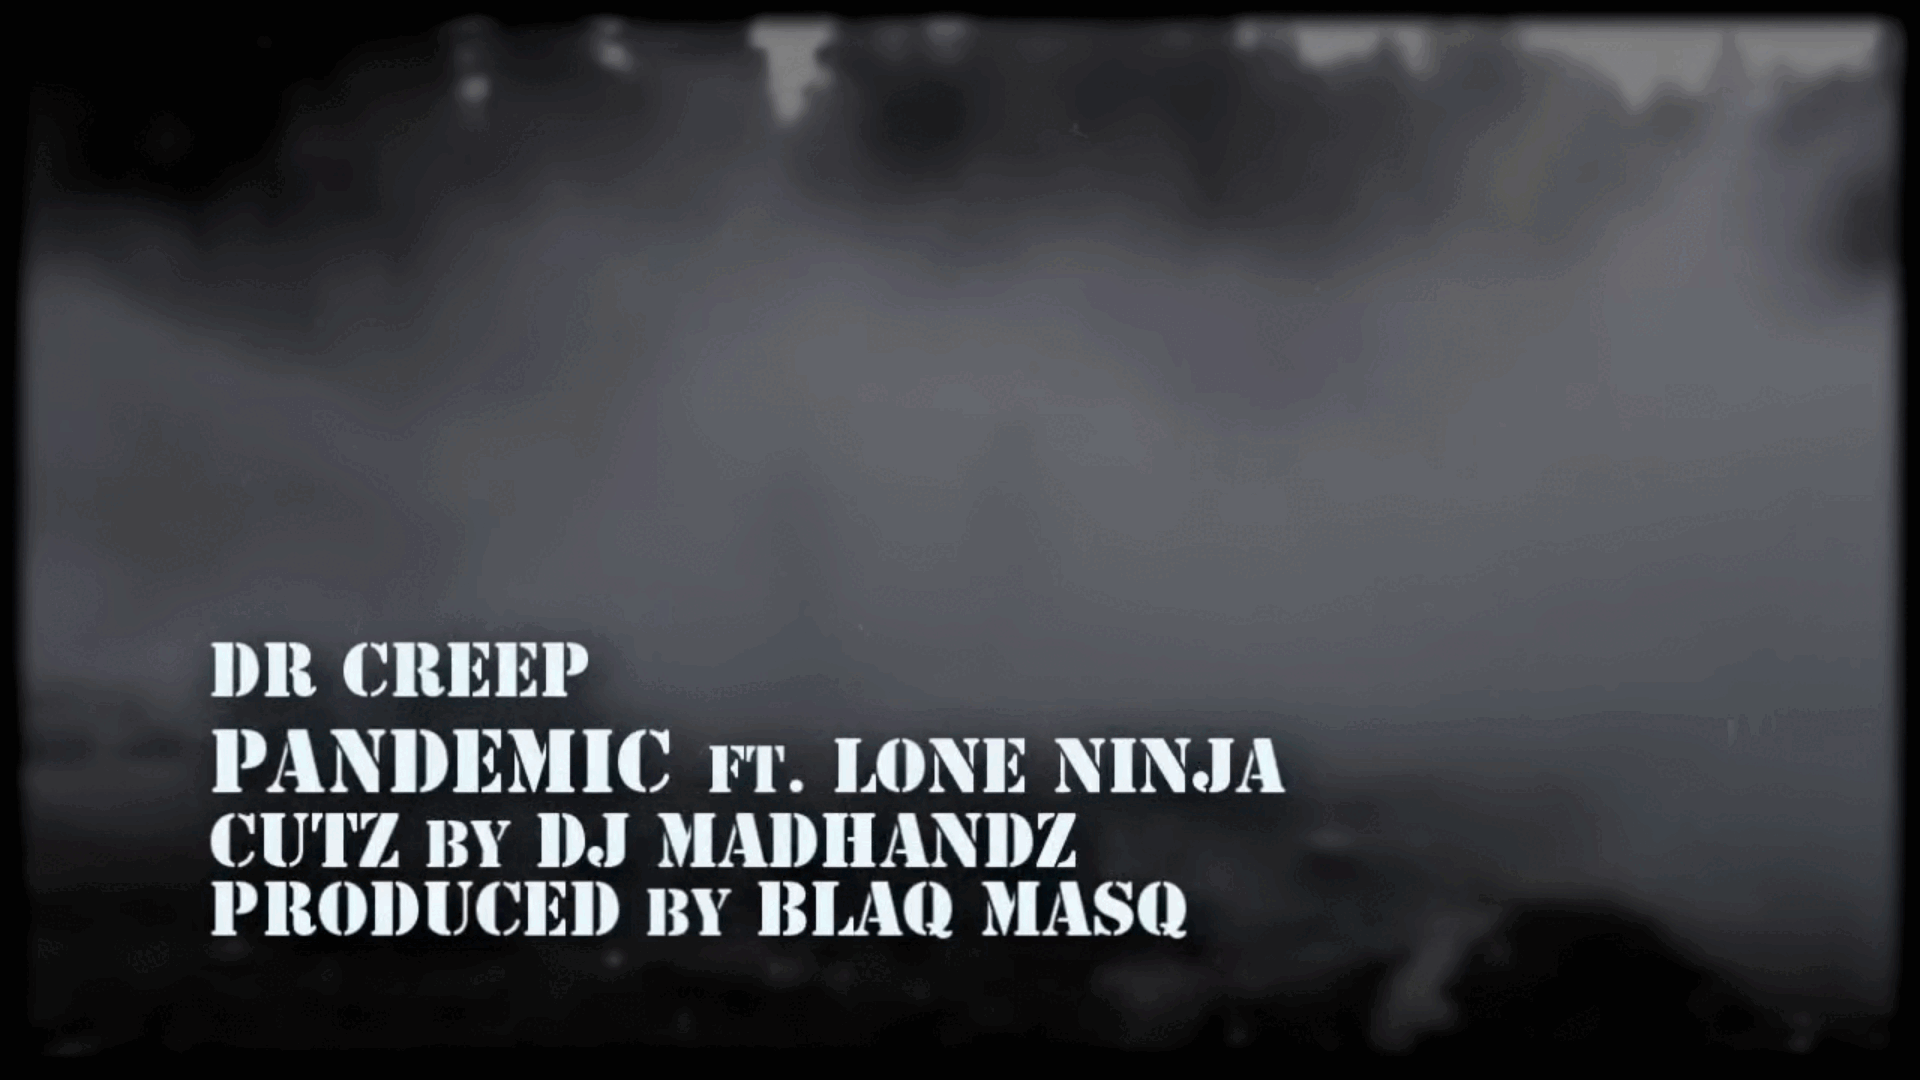 DR CREEP
PANDEMIC FT. LONE NINJA
CUTZ BY DJ MADHANDZ
PRODUCED BY BLAQ MASQ